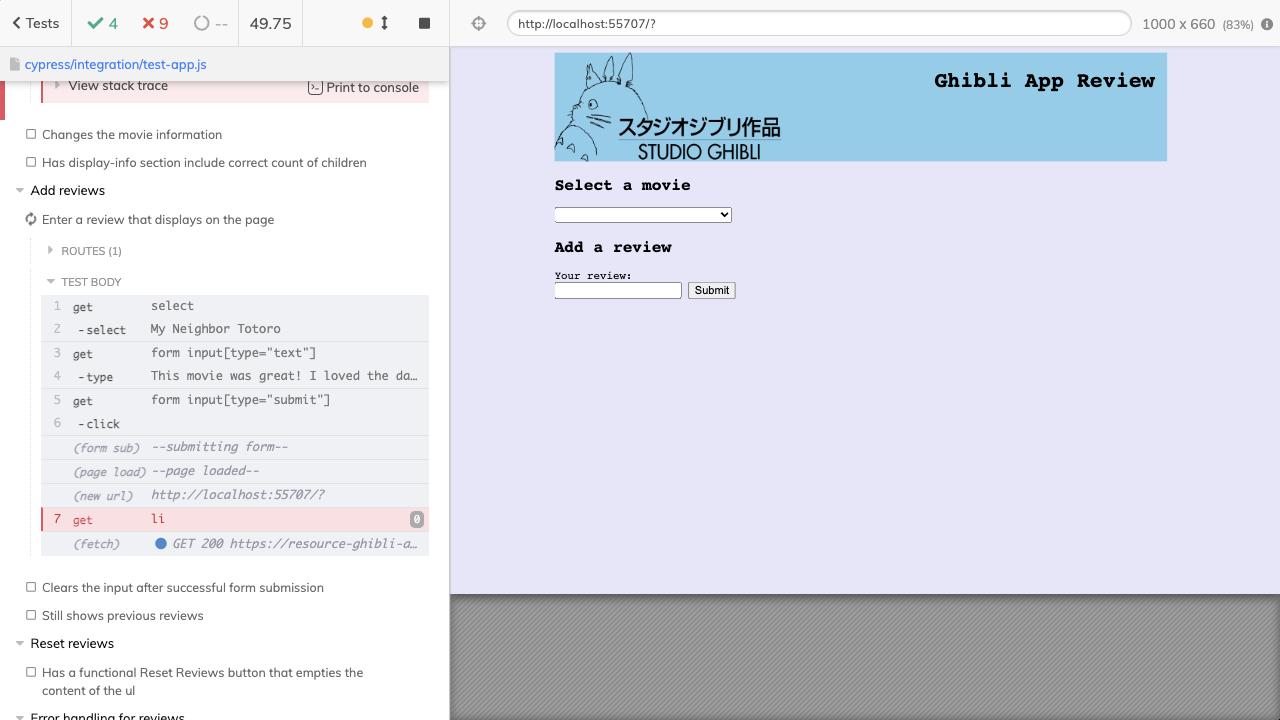 Tests
4
9
--
49.75
cypress/integration/test-app.js
View stack trace
Print to console
Changes the movie information
Has display-info section include correct count of children
Add reviews
Enter a review that displays on the page
ROUTES (1)
TEST BODY
1 get select
2 -select My Neighbor Totoro
3 get form input[type="text"]
4 -type This movie was great! I loved the da…
5 get form input[type="submit"]
6 -click
(form sub) --submitting form--
(page load) --page loaded--
(new url) http://localhost:55707/?
7 get li 0
(fetch) GET 200 https://resource-ghibli-a…
Clears the input after successful form submission
Still shows previous reviews
Reset reviews
Has a functional Reset Reviews button that empties the
content of the ul
Error handling for reviews
http://localhost:55707/?
1000 x 660 (83%)
Ghibli App Review
スタジオジブリ作品
STUDIO GHIBLI
Select a movie
Add a review
Your review:
Submit